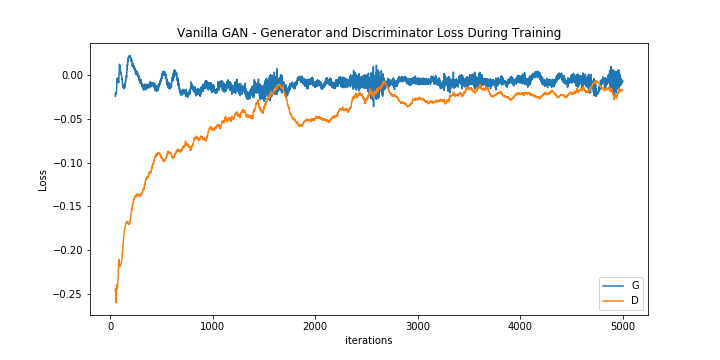 Vanilla GAN - Generator and Discriminator Loss During Training
0.00
−0.05
−0.10
−0.15
−0.20
−0.25
Loss
0 1000 2000 3000 4000 5000
iterations
G
D